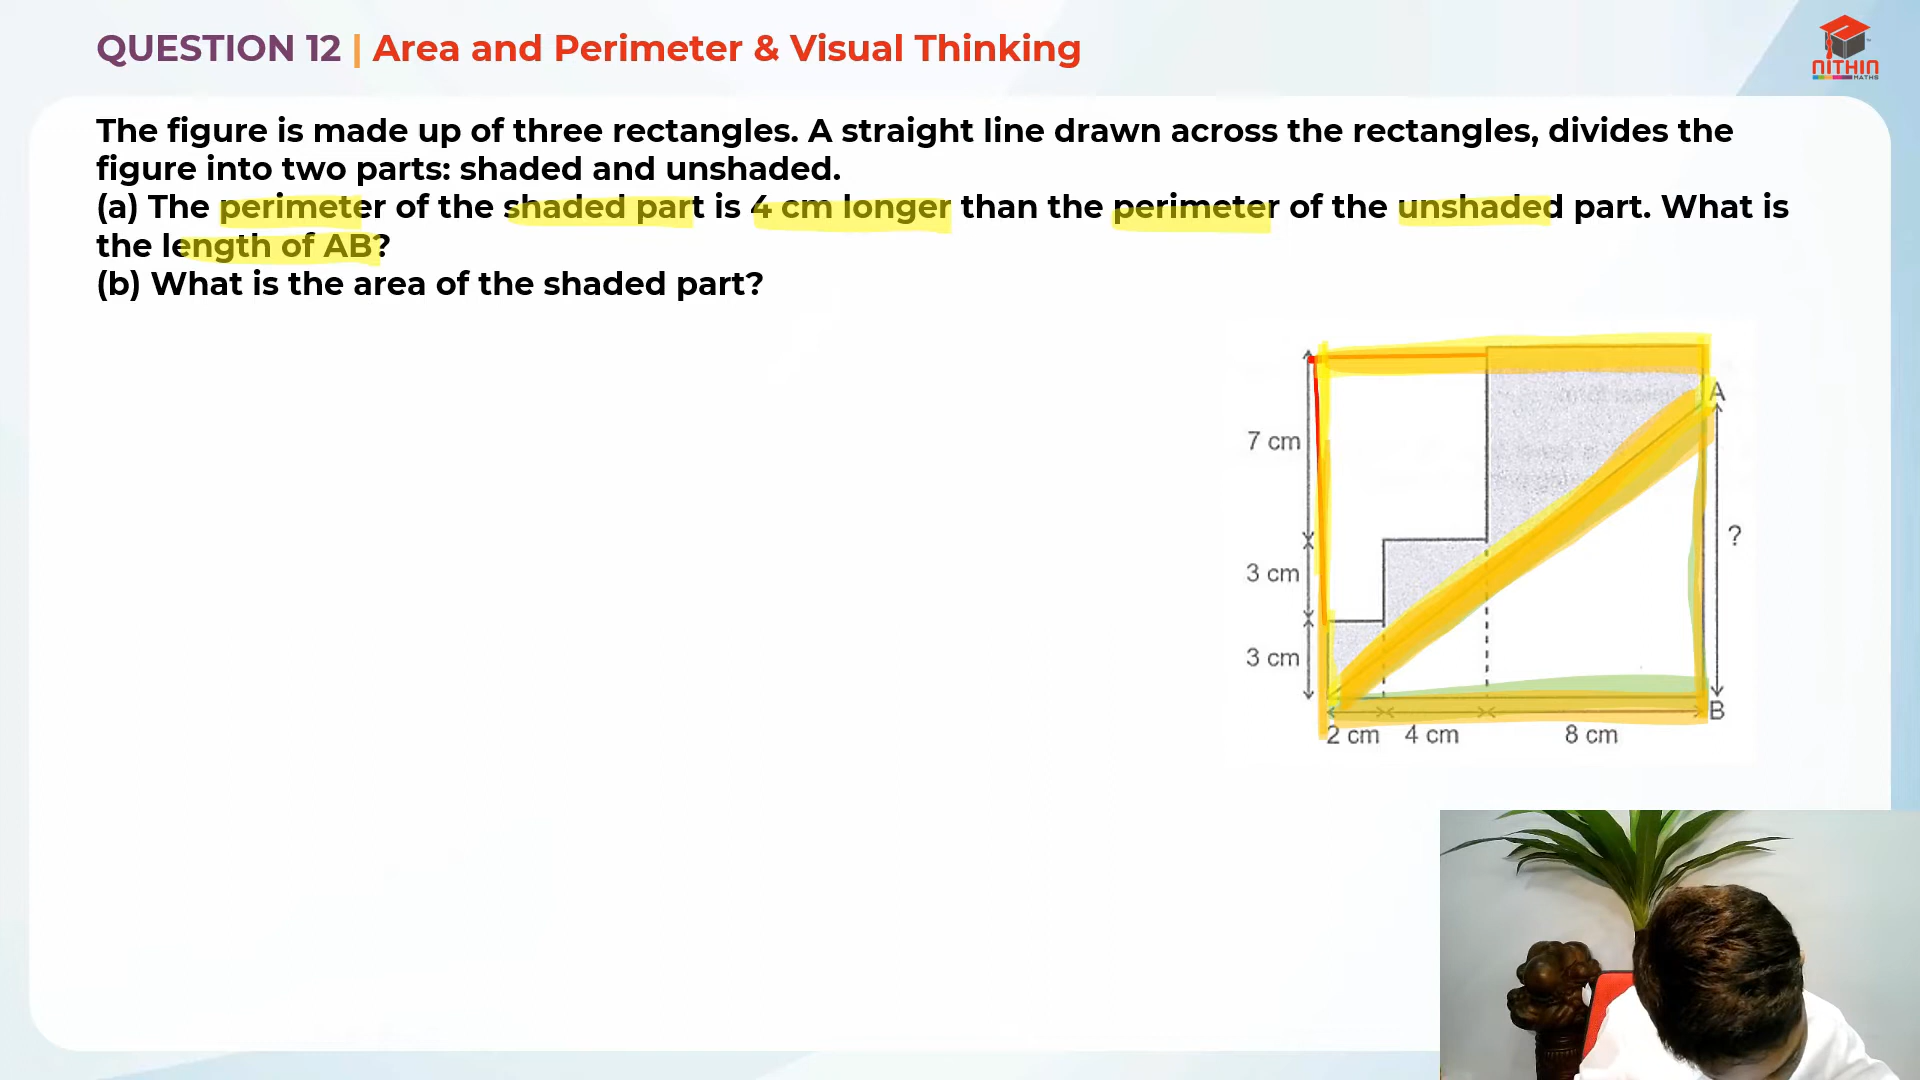 QUESTION 12 | Area and Perimeter & Visual Thinking
NITHIN
MATHS
The figure is made up of three rectangles. A straight line drawn across the rectangles, divides the
figure into two parts: shaded and unshaded.
(a) The perimeter of the shaded part is 4 cm longer than the perimeter of the unshaded part. What is
the length of AB?
(b) What is the area of the shaded part?
A
7 cm
?
3 cm
3 cm
B
2 cm 4 cm 8 cm